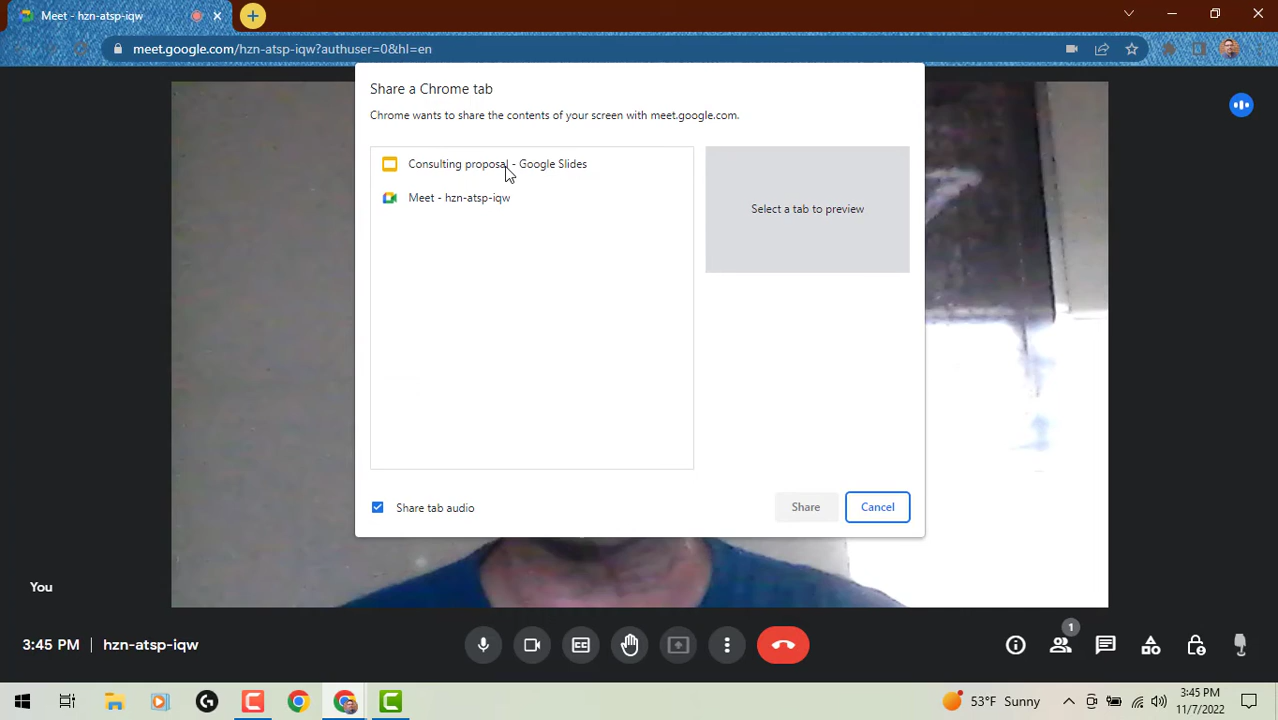 Meet - hzn-atsp-iqw
meet.google.com/hzn-atsp-iqw?authuser=0&hl=en
Share a Chrome tab
Chrome wants to share the contents of your screen with meet.google.com.
Consulting proposal - Google Slides
Meet - hzn-atsp-iqw
Select a tab to preview
Share tab audio
Share
Cancel
You
3:45 PM | hzn-atsp-iqw
CC
1
53°F Sunny
3:45 PM
11/7/2022